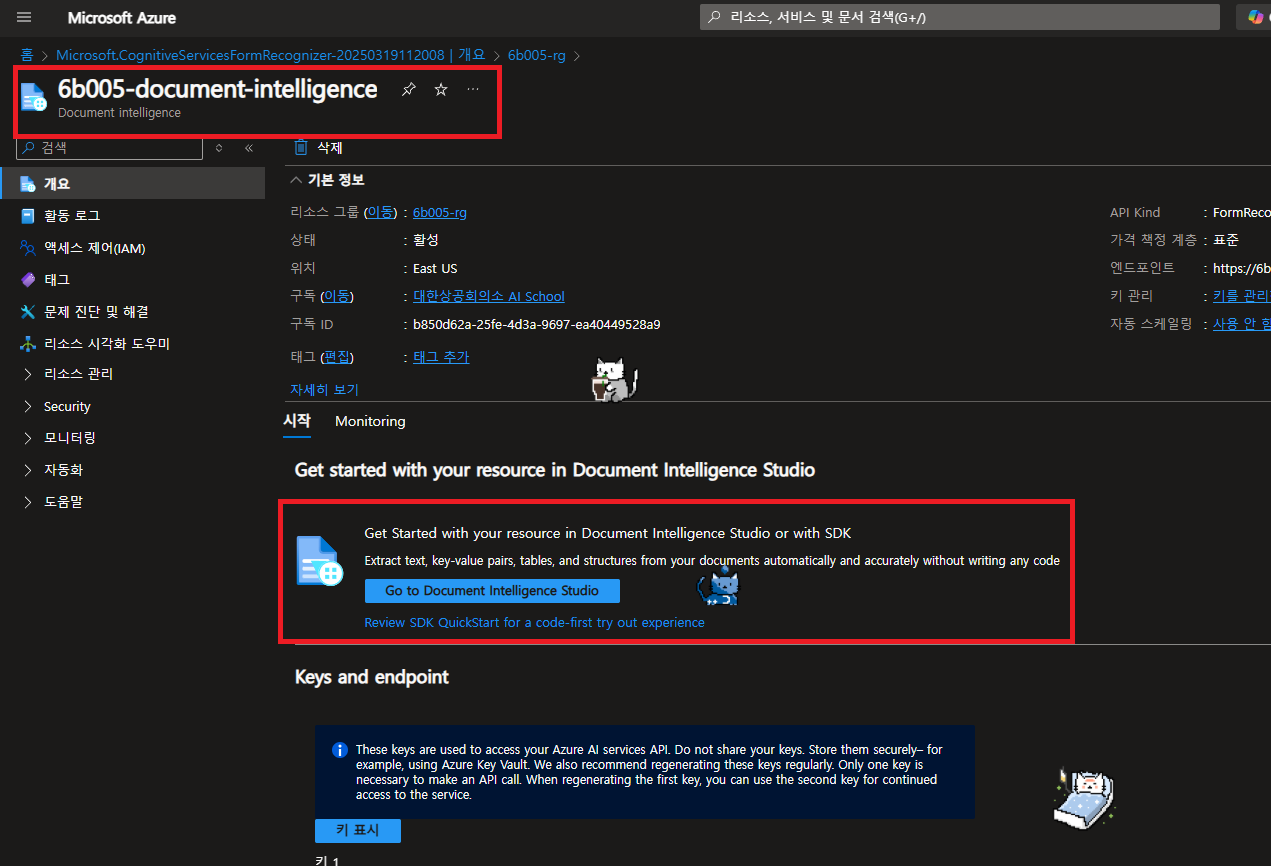 Microsoft Azure
리소스, 서비스 및 문서 검색(G+/)
홈 > Microsoft.CognitiveServicesFormRecognizer-20250319112008 | 개요 > 6b005-rg >
6b005-document-intelligence
Document intelligence
검색
삭제
개요
활동 로그
액세스 제어(IAM)
태그
문제 진단 및 해결
리소스 시각화 도우미
리소스 관리
Security
모니터링
자동화
도움말
기본 정보
리소스 그룹 (이동) : 6b005-rg
상태 : 활성
위치 : East US
구독 (이동) : 대한상공회의소 AI School
구독 ID : b850d62a-25fe-4d3a-9697-ea40449528a9
태그 (편집) : 태그 추가
자세히 보기
API Kind : FormReco
가격 책정 계층 : 표준
엔드포인트 : https://6b
키 관리 : 키를 관리
자동 스케일링 : 사용 안
시작 Monitoring
Get started with your resource in Document Intelligence Studio
Get Started with your resource in Document Intelligence Studio or with SDK
Extract text, key-value pairs, tables, and structures from your documents automatically and accurately without writing any code
Go to Document Intelligence Studio
Review SDK QuickStart for a code-first try out experience
Keys and endpoint
These keys are used to access your Azure AI services API. Do not share your keys. Store them securely– for
example, using Azure Key Vault. We also recommend regenerating these keys regularly. Only one key is
necessary to make an API call. When regenerating the first key, you can use the second key for continued
access to the service.
키 표시
키 1